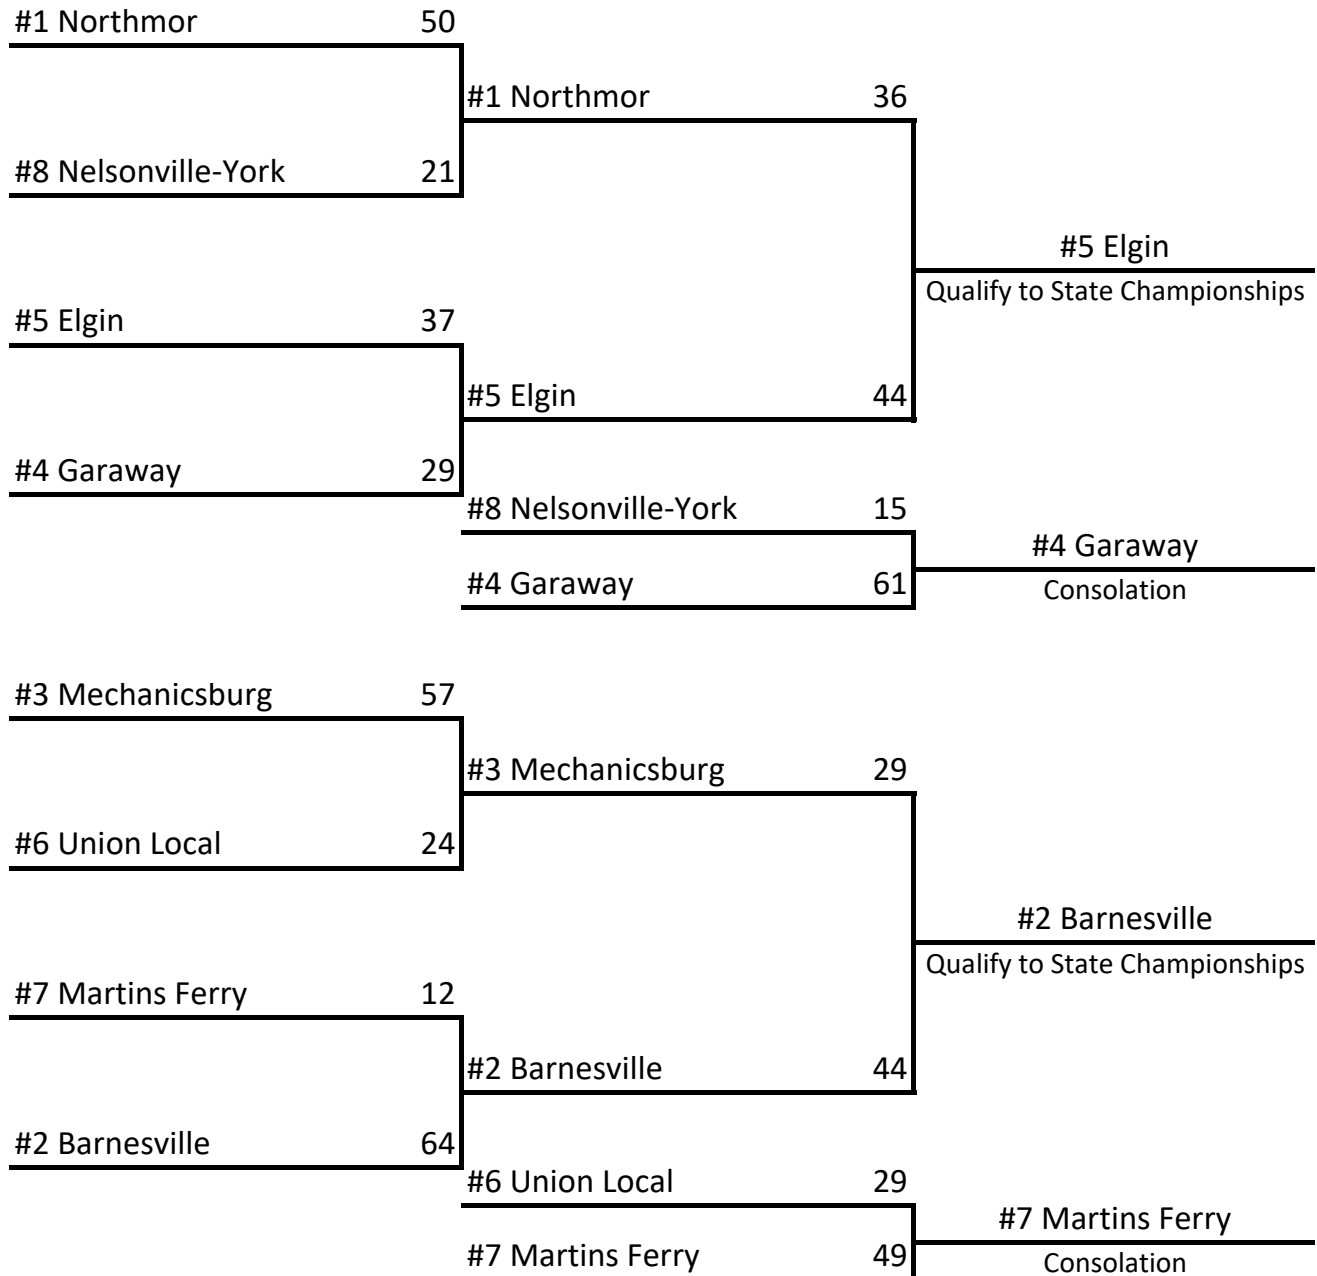 #1 Northmor 50
#1 Northmor 36
#8 Nelsonville-York 21
#5 Elgin
Qualify to State Championships
#5 Elgin 37
#5 Elgin 44
#4 Garaway 29
#8 Nelsonville-York 15
#4 Garaway
#4 Garaway 61
Consolation
#3 Mechanicsburg 57
#3 Mechanicsburg 29
#6 Union Local 24
#2 Barnesville
Qualify to State Championships
#7 Martins Ferry 12
#2 Barnesville 44
#2 Barnesville 64
#6 Union Local 29
#7 Martins Ferry
#7 Martins Ferry 49
Consolation